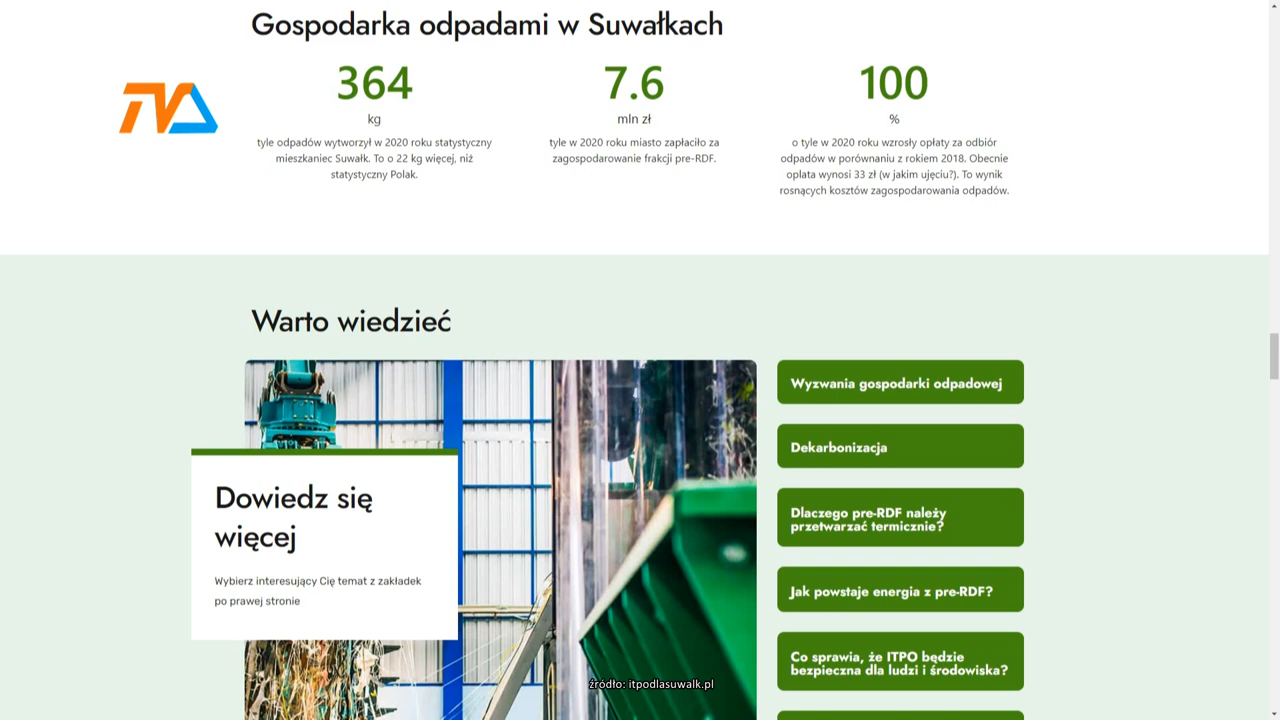 Gospodarka odpadami w Suwałkach
TVA
364
kg
tyle odpadów wytworzył w 2020 roku statystyczny
mieszkaniec Suwałk. To o 22 kg więcej, niż
statystyczny Polak.
7.6
mln zł
tyle w 2020 roku miasto zapłaciło za
zagospodarowanie frakcji pre-RDF.
100
%
o tyle w 2020 roku wzrosły opłaty za odbiór
odpadów w porównaniu z rokiem 2018. Obecnie
oplata wynosi 33 zł (w jakim ujęciu?). To wynik
rosnących kosztów zagospodarowania odpadów.
Warto wiedzieć
Dowiedz się
więcej
Wybierz interesujący Cię temat z zakładek
po prawej stronie
Wyzwania gospodarki odpadowej
Dekarbonizacja
Dlaczego pre-RDF należy
przetwarzać termicznie?
Jak powstaje energia z pre-RDF?
Co sprawia, że ITPO będzie
bezpieczna dla ludzi i środowiska?
źródło: itpodlasuwalk.pl